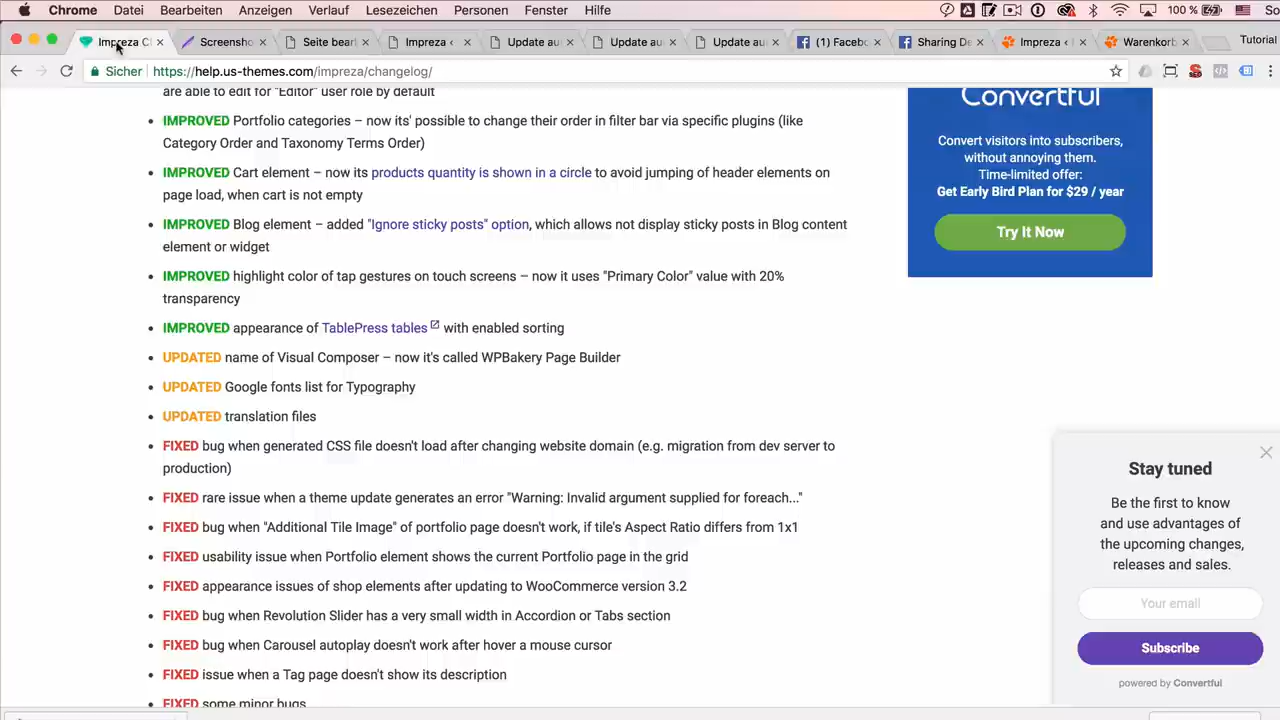 Chrome Datei Bearbeiten Anzeigen Verlauf Lesezeichen Personen Fenster Hilfe 100 % So
Impreza C Screensho Seite bear Impreza < Update a Update au Update au (1) Facebo Sharing De Impreza < Warenkorb Tutorial
Sicher https://help.us-themes.com/impreza/changelog/
are able to edit for "Editor" user role by default
IMPROVED Portfolio categories – now its' possible to change their order in filter bar via specific plugins (like
Category Order and Taxonomy Terms Order)
IMPROVED Cart element – now its products quantity is shown in a circle to avoid jumping of header elements on
page load, when cart is not empty
IMPROVED Blog element – added "Ignore sticky posts" option, which allows not display sticky posts in Blog content
element or widget
IMPROVED highlight color of tap gestures on touch screens – now it uses "Primary Color" value with 20%
transparency
IMPROVED appearance of TablePress tables with enabled sorting
UPDATED name of Visual Composer – now it's called WPBakery Page Builder
UPDATED Google fonts list for Typography
UPDATED translation files
FIXED bug when generated CSS file doesn't load after changing website domain (e.g. migration from dev server to
production)
FIXED rare issue when a theme update generates an error "Warning: Invalid argument supplied for foreach..."
FIXED bug when "Additional Tile Image" of portfolio page doesn't work, if tile's Aspect Ratio differs from 1x1
FIXED usability issue when Portfolio element shows the current Portfolio page in the grid
FIXED appearance issues of shop elements after updating to WooCommerce version 3.2
FIXED bug when Revolution Slider has a very small width in Accordion or Tabs section
FIXED bug when Carousel autoplay doesn't work after hover a mouse cursor
FIXED issue when a Tag page doesn't show its description
FIXED some minor bugs
Convertful
Convert visitors into subscribers,
without annoying them.
Time-limited offer:
Get Early Bird Plan for $29 / year
Try It Now
Stay tuned
Be the first to know
and use advantages of
the upcoming changes,
releases and sales.
Your email
Subscribe
powered by Convertful